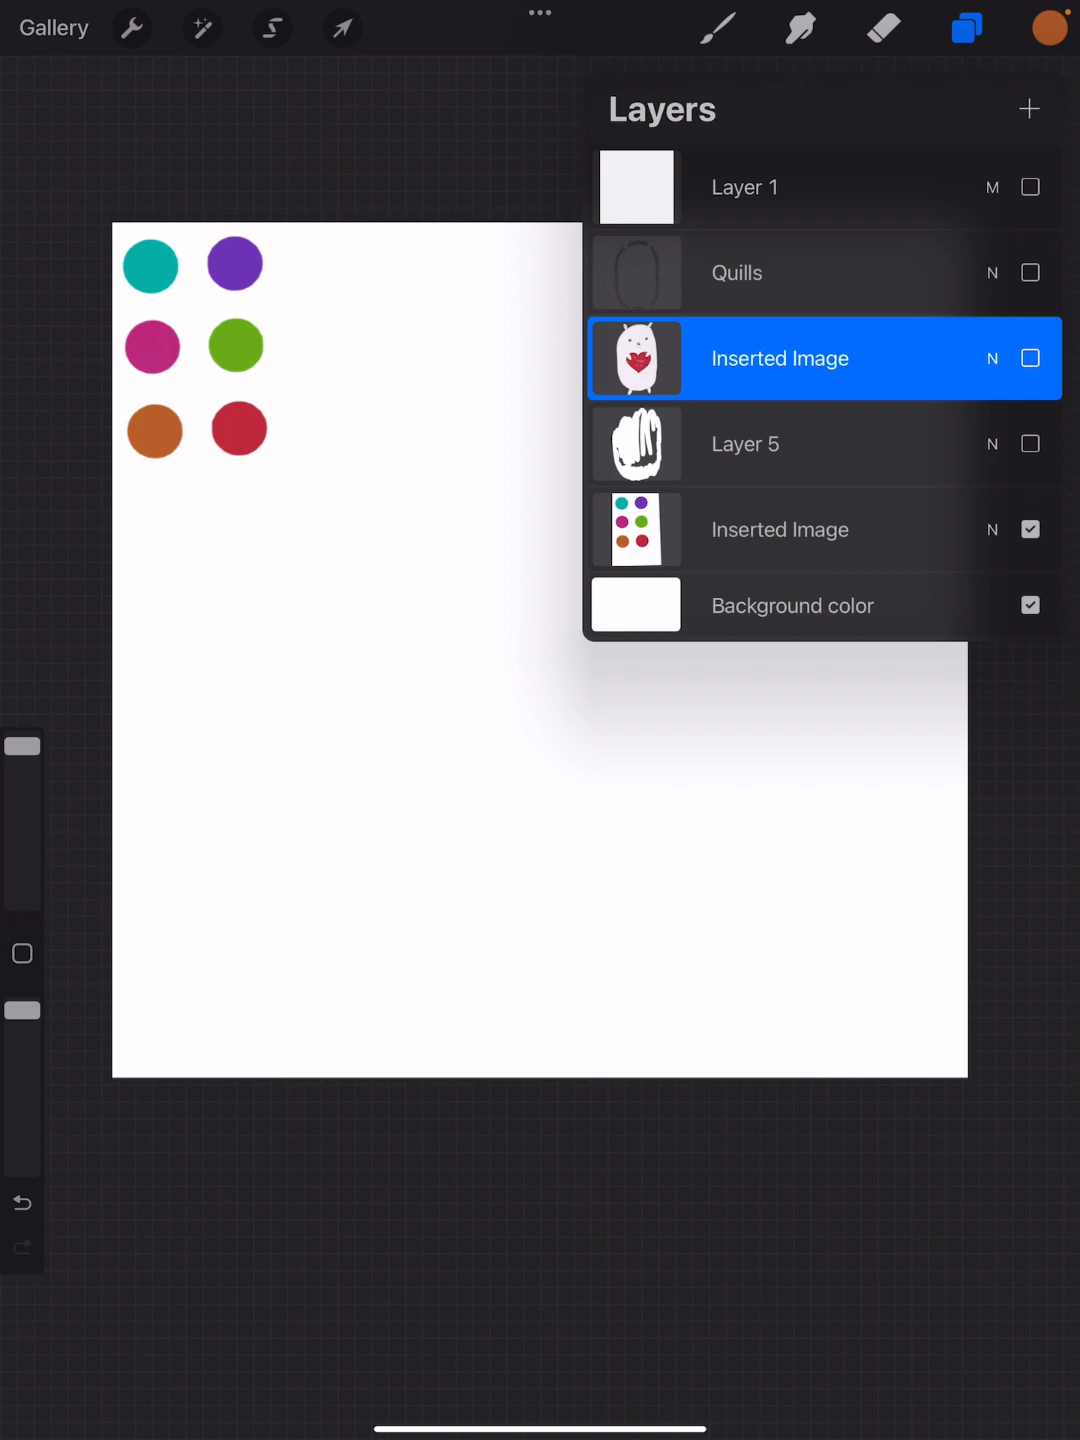 Gallery
Layers
Layer 1 M
Quills N
Inserted Image N
Layer 5 N
Inserted Image N
Background color